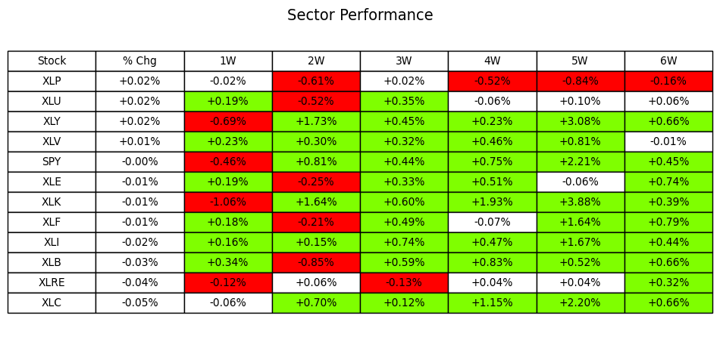 Sector Performance
Stock % Chg 1W 2W 3W 4W 5W 6W
XLP +0.02% -0.02% -0.61% +0.02% -0.52% -0.84% -0.16%
XLU +0.02% +0.19% -0.52% +0.35% -0.06% +0.10% +0.06%
XLY +0.02% -0.69% +1.73% +0.45% +0.23% +3.08% +0.66%
XLV +0.01% +0.23% +0.30% +0.32% +0.46% +0.81% -0.01%
SPY -0.00% -0.46% +0.81% +0.44% +0.75% +2.21% +0.45%
XLE -0.01% +0.19% -0.25% +0.33% +0.51% -0.06% +0.74%
XLK -0.01% -1.06% +1.64% +0.60% +1.93% +3.88% +0.39%
XLF -0.01% +0.18% -0.21% +0.49% -0.07% +1.64% +0.79%
XLI -0.02% +0.16% +0.15% +0.74% +0.47% +1.67% +0.44%
XLB -0.03% +0.34% -0.85% +0.59% +0.83% +0.52% +0.66%
XLRE -0.04% -0.12% +0.06% -0.13% +0.04% +0.04% +0.32%
XLC -0.05% -0.06% +0.70% +0.12% +1.15% +2.20% +0.66%